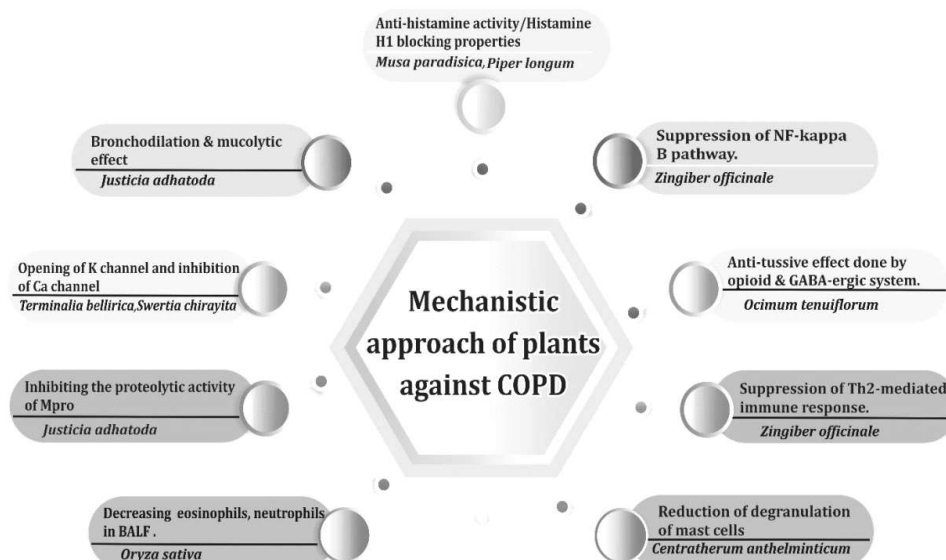 Anti-histamine activity/Histamine
H1 blocking properties
Musa paradisica,Piper longum
Bronchodilation & mucolytic
effect
Justicia adhatoda
Suppression of NF-kappa
B pathway.
Zingiber officinale
Opening of K channel and inhibition
of Ca channel
Terminalia bellirica,Swertia chirayita
Anti-tussive effect done by
opioid & GABA-ergic system.
Ocimum tenuiflorum
Mechanistic
approach of plants
against COPD
Inhibiting the proteolytic activity
of Mpro
Justicia adhatoda
Suppression of Th2-mediated
immune response.
Zingiber officinale
Decreasing eosinophils, neutrophils
in BALF .
Oryza sativa
Reduction of degranulation
of mast cells
Centratherum anthelminticum